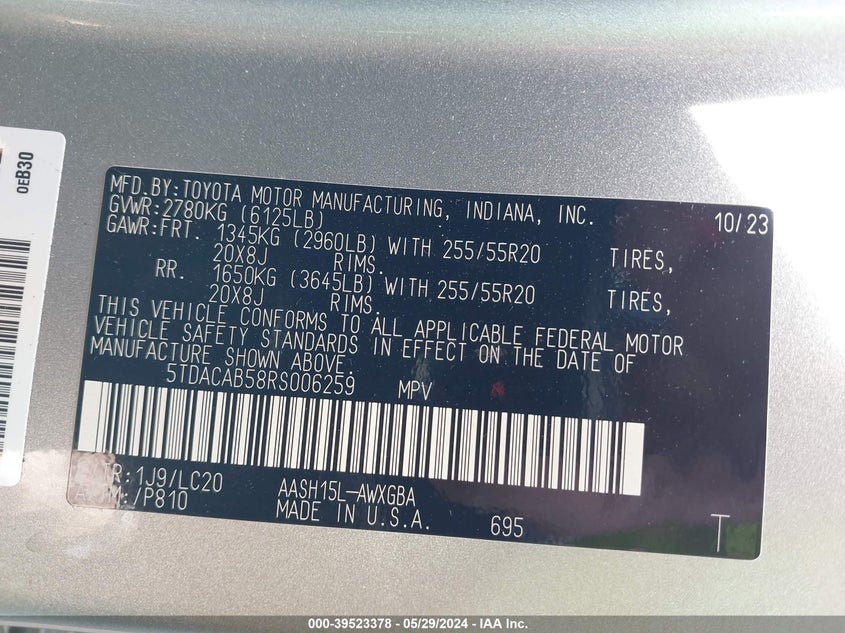 0EB30
MFD.BY:TOYOTA MOTOR MANUFACTURING, INDIANA, INC. 10/23
GVWR:2780KG (6125LB)
GAWR:FRT. 1345KG (2960LB) WITH 255/55R20 TIRES,
20X8J RIMS.
RR. 1650KG (3645LB) WITH 255/55R20 TIRES,
20X8J RIMS.
THIS VEHICLE CONFORMS TO ALL APPLICABLE FEDERAL MOTOR
VEHICLE SAFETY STANDARDS IN EFFECT ON THE DATE OF
MANUFACTURE SHOWN ABOVE.
5TDACAB58RS006259 MPV
TR:1J9/LC20 AASH15L-AWXGBA
/P810 MADE IN U.S.A. 695 T
000-39523378 - 05/29/2024 - IAA Inc.